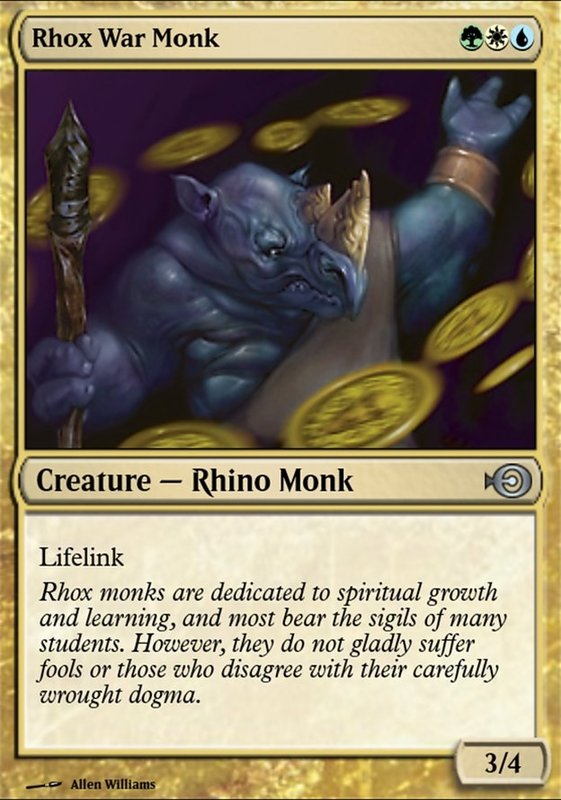 Rhox War Monk
Creature — Rhino Monk
Lifelink
Rhox monks are dedicated to spiritual growth
and learning, and most bear the sigils of many
students. However, they do not gladly suffer
fools or those who disagree with their carefully
wrought dogma.
3/4
Allen Williams